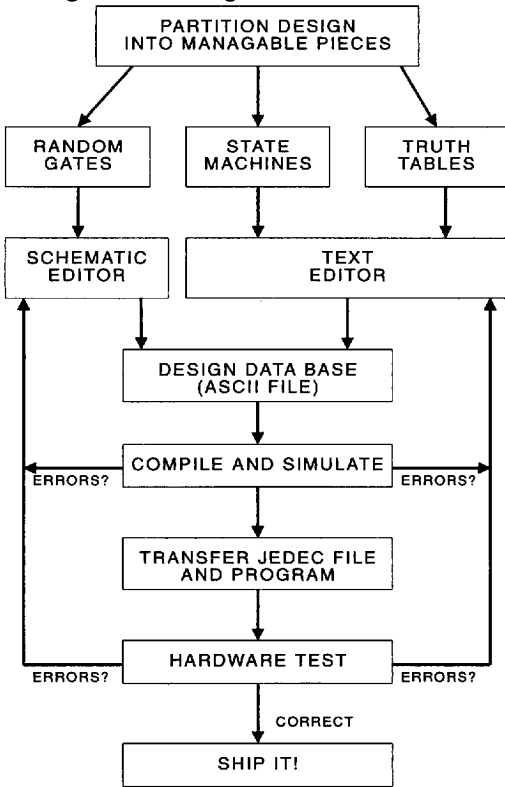 PARTITION DESIGN
INTO MANAGABLE PIECES
RANDOM
GATES
STATE
MACHINES
TRUTH
TABLES
SCHEMATIC
EDITOR
TEXT
EDITOR
DESIGN DATA BASE
(ASCII FILE)
COMPILE AND SIMULATE
ERRORS?
ERRORS?
TRANSFER JEDEC FILE
AND PROGRAM
HARDWARE TEST
ERRORS?
ERRORS?
CORRECT
SHIP IT!